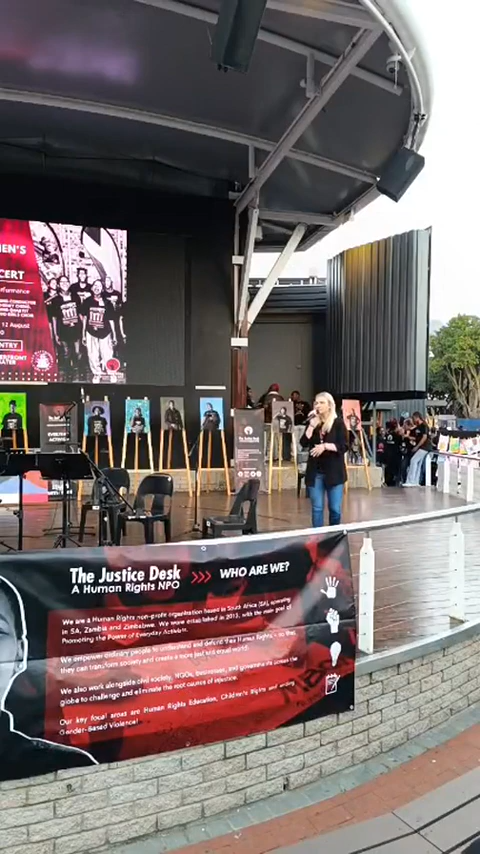 EN'S
CERT
12 August
NTRY
The Justice Desk
A Human Rights NPO
>>> WHO ARE WE?
We are a Human Rights non-profit organisation based in South Africa (SA), operating
in SA, Zambia and Zimbabwe. We were established in 2013, with the main goal of
Promoting the Power of Everyday Activism.
We empower ordinary people to understand and defend their Human Rights - so that
they can transform society and create a more just and equal world.
We also work alongside civil society, NGOs, businesses, and governments across the
globe to challenge and eliminate the root causes of injustice.
Our key focal areas are Human Rights Education, Children's Rights and ending
Gender-Based Violence!